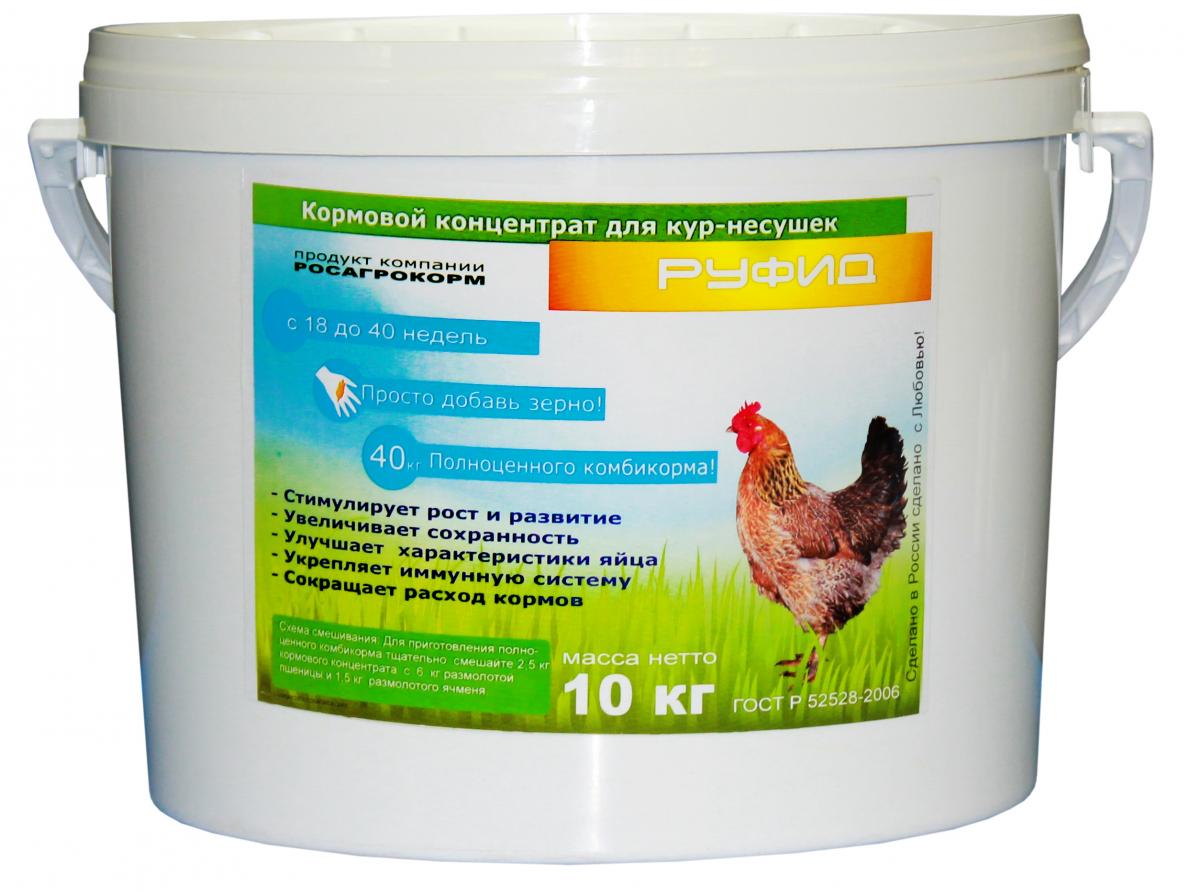 Кормовой концентрат для кур-несушек
РУФИД
продукт компании
РОСАГРОКОРМ
с 18 до 40 недель
Просто добавь зерно!
40кг Полноценного комбикорма!
- Стимулирует рост и развитие
- Увеличивает сохранность
- Улучшает характеристики яйца
- Укрепляет иммунную систему
- Сокращает расход кормов
Схема смешивания: Для приготовления полно-
ценного комбикорма тщательно смешайте 2,5 кг
кормового концентрата с 6 кг размолотой
пшеницы и 1,5 кг размолотого ячменя
масса нетто
10 кг
ГОСТ Р 52528-2006
Сделано в России сделано с Любовью!